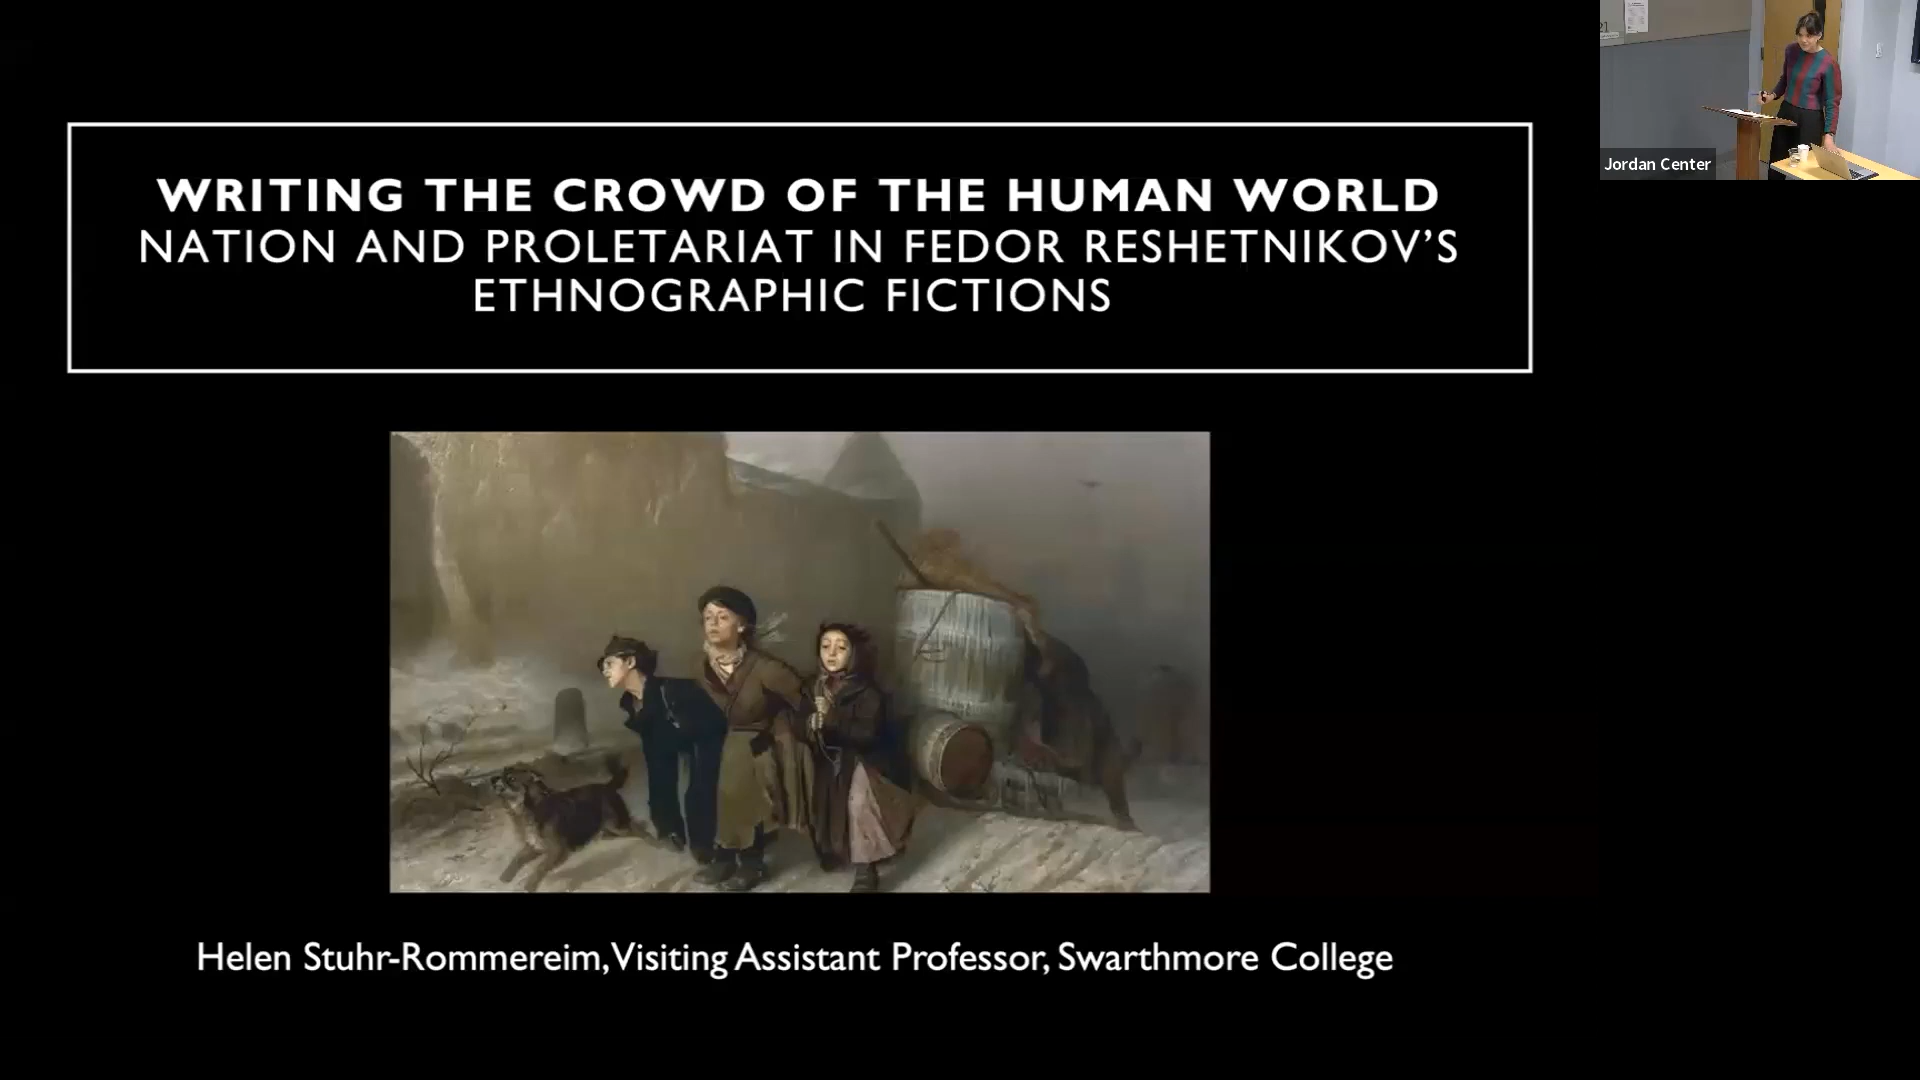 WRITING THE CROWD OF THE HUMAN WORLD
NATION AND PROLETARIAT IN FEDOR RESHETNIKOV’S
ETHNOGRAPHIC FICTIONS
Helen Stuhr-Rommereim, Visiting Assistant Professor, Swarthmore College
Jordan Center